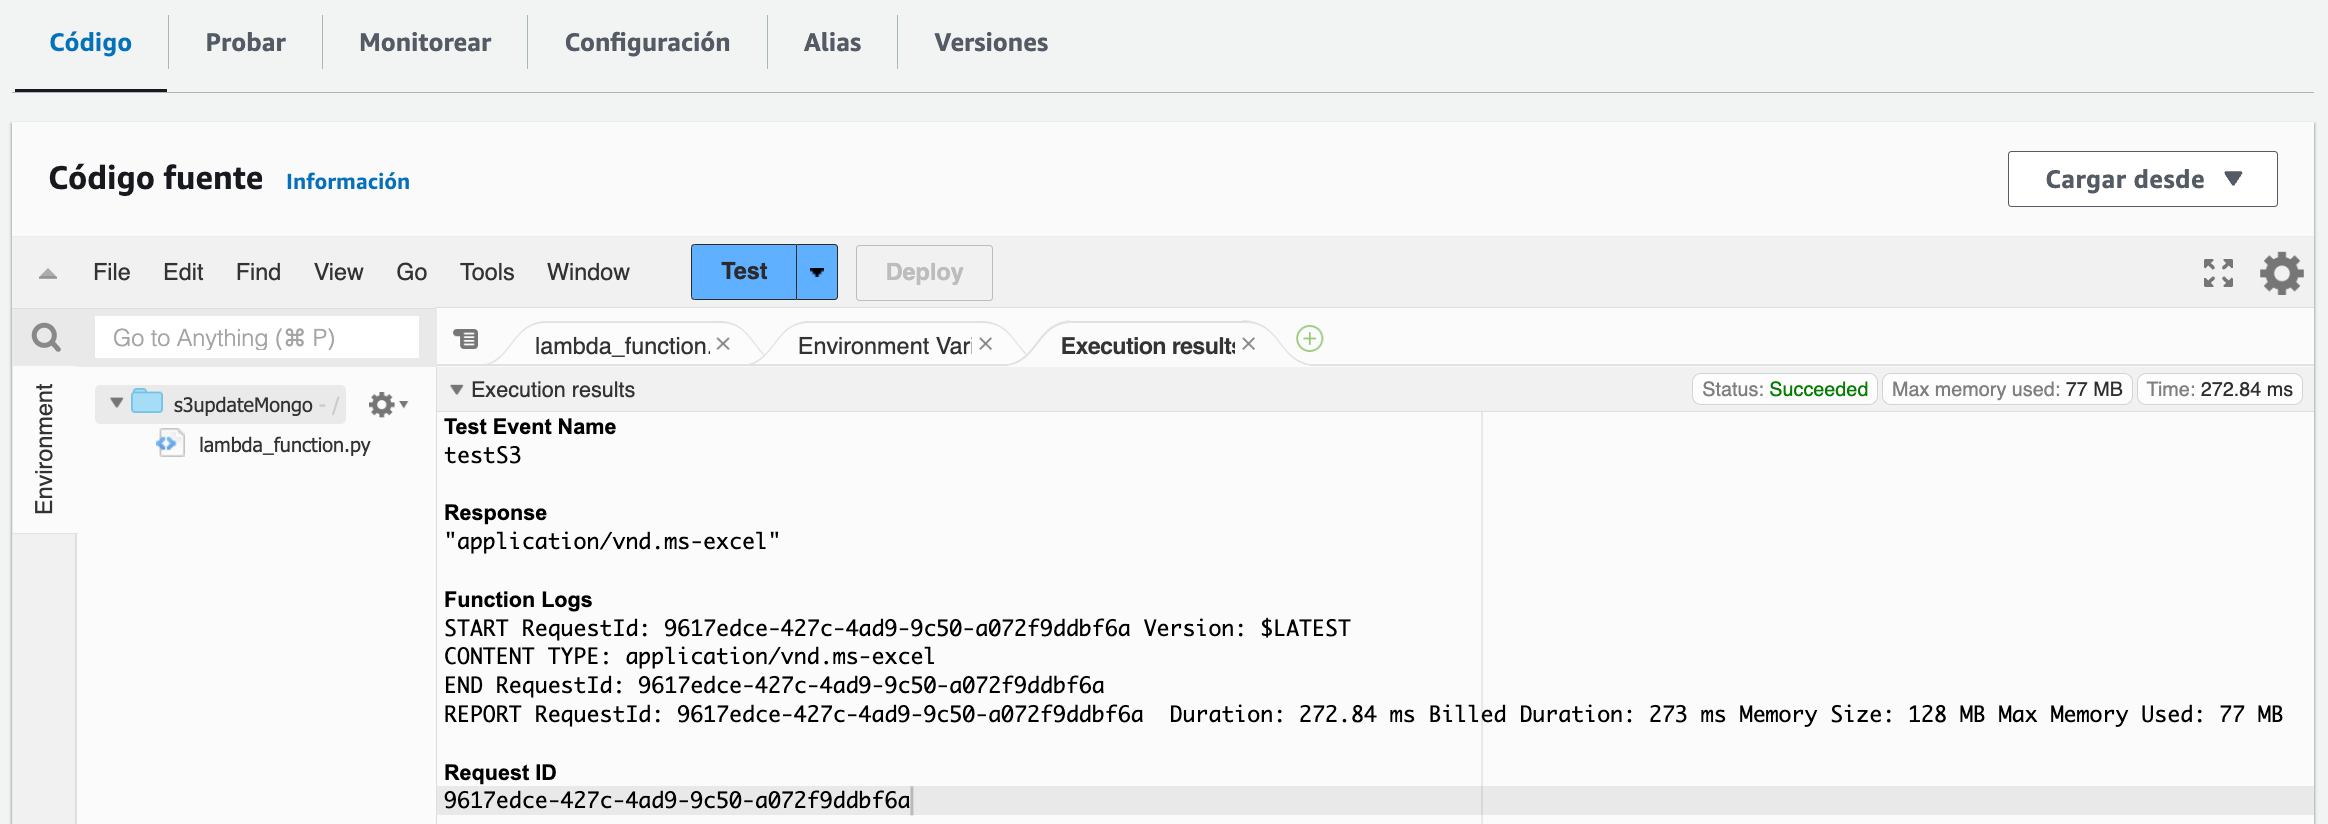 Código
Probar
Monitorear
Configuración
Alias
Versiones
Código fuente Información
Cargar desde
File Edit Find View Go Tools Window Test Deploy
Go to Anything (⌘ P)
lambda_function.
Environment Vari
Execution results
Environment
s3updateMongo - /
lambda_function.py
Execution results
Status: Succeeded
Max memory used: 77 MB
Time: 272.84 ms
Test Event Name
testS3
Response
"application/vnd.ms-excel"
Function Logs
START RequestId: 9617edce-427c-4ad9-9c50-a072f9ddbf6a Version: $LATEST
CONTENT TYPE: application/vnd.ms-excel
END RequestId: 9617edce-427c-4ad9-9c50-a072f9ddbf6a
REPORT RequestId: 9617edce-427c-4ad9-9c50-a072f9ddbf6a Duration: 272.84 ms Billed Duration: 273 ms Memory Size: 128 MB Max Memory Used: 77 MB
Request ID
9617edce-427c-4ad9-9c50-a072f9ddbf6a